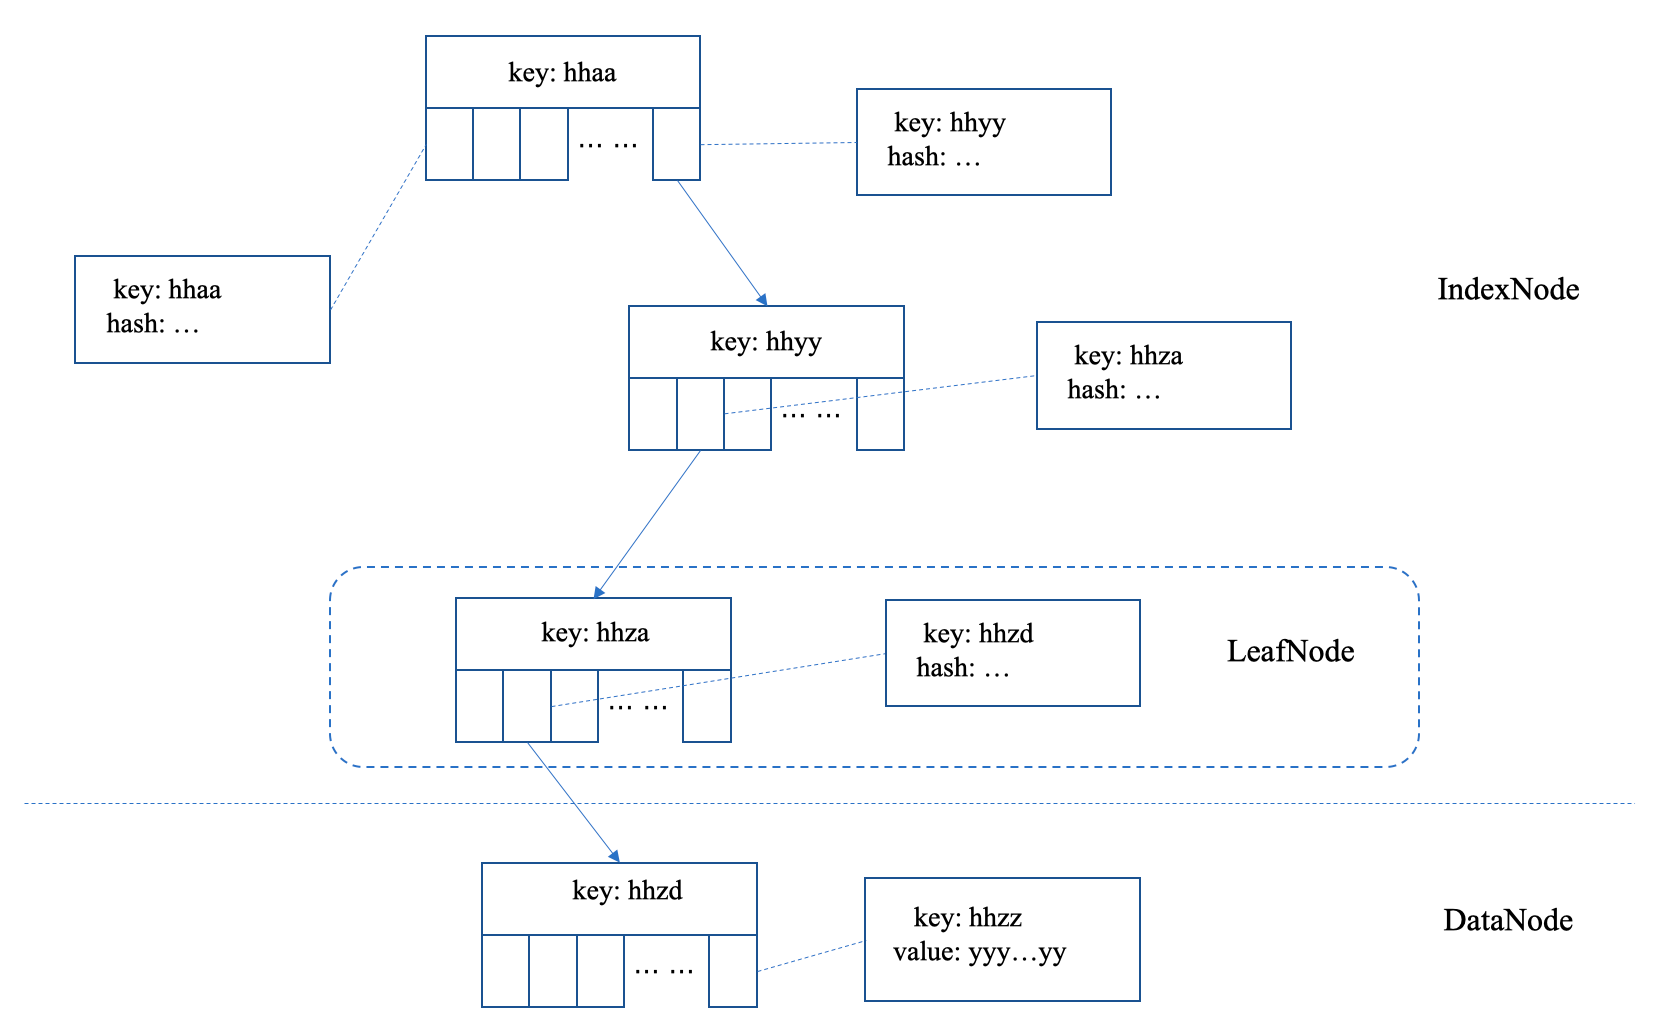 key: hhaa
… …
key: hhyy
hash: …
key: hhaa
hash: …
IndexNode
key: hhyy
… …
key: hhza
hash: …
key: hhza
… …
key: hhzd
hash: …
LeafNode
key: hhzd
… …
key: hhzz
value: yyy…yy
DataNode